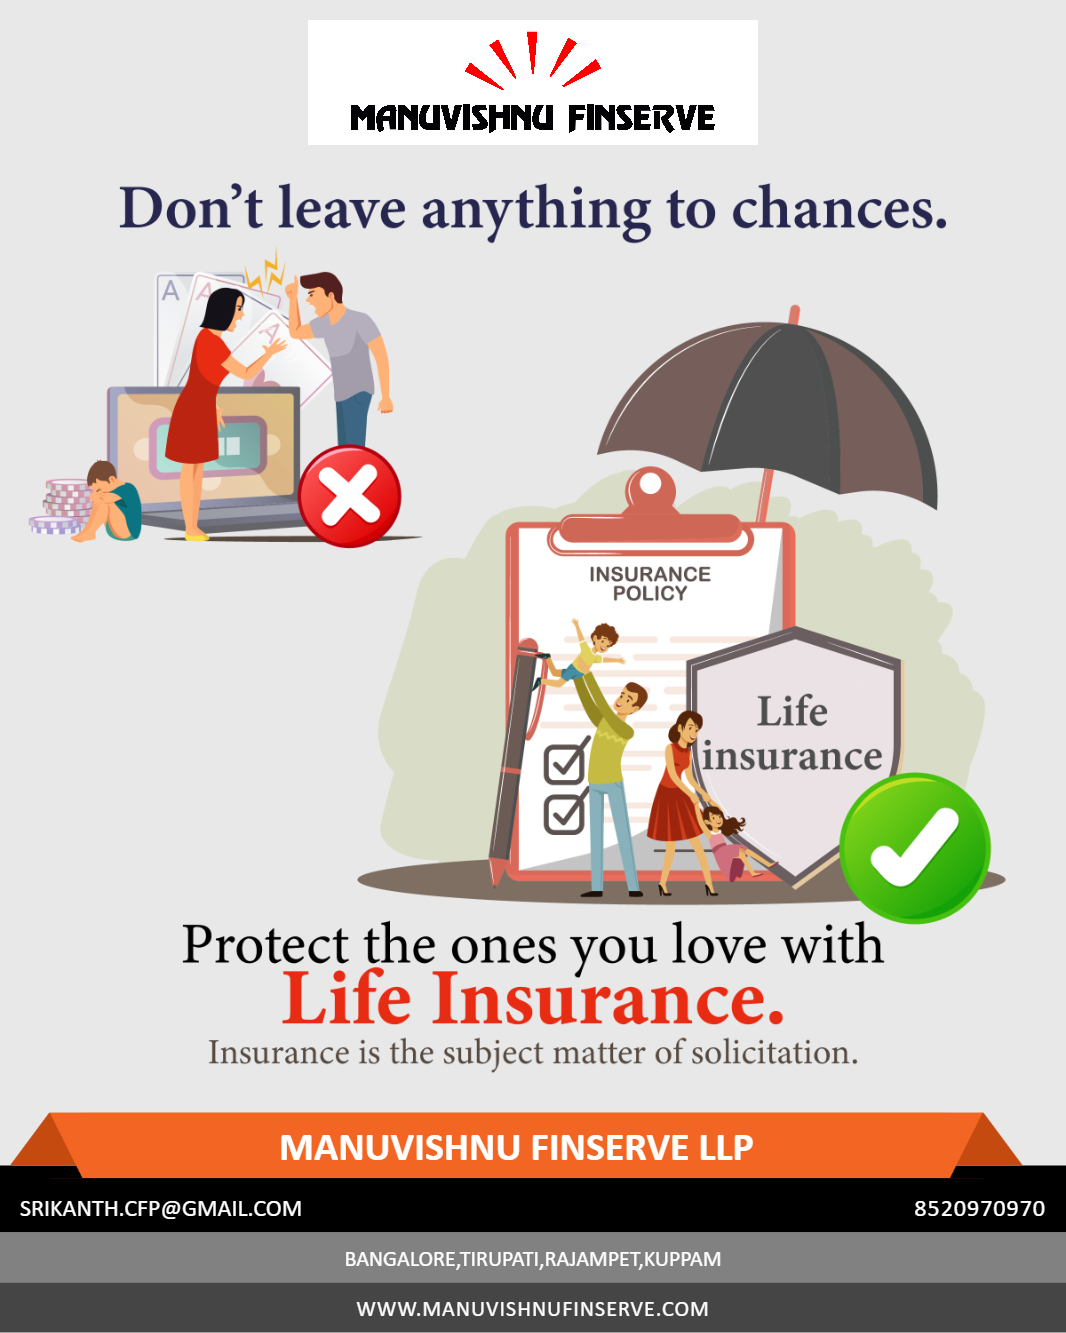 MANUVISHNU FINSERVE
Don't leave anything to chances.
A
A
A
INSURANCE
POLICY
Life
insurance
Protect the ones you love with
Life Insurance.
Insurance is the subject matter of solicitation.
MANUVISHNU FINSERVE LLP
SRIKANTH.CFP@GMAIL.COM
8520970970
BANGALORE,TIRUPATI,RAJAMPET,KUPPAM
WWW.MANUVISHNUFINSERVE.COM